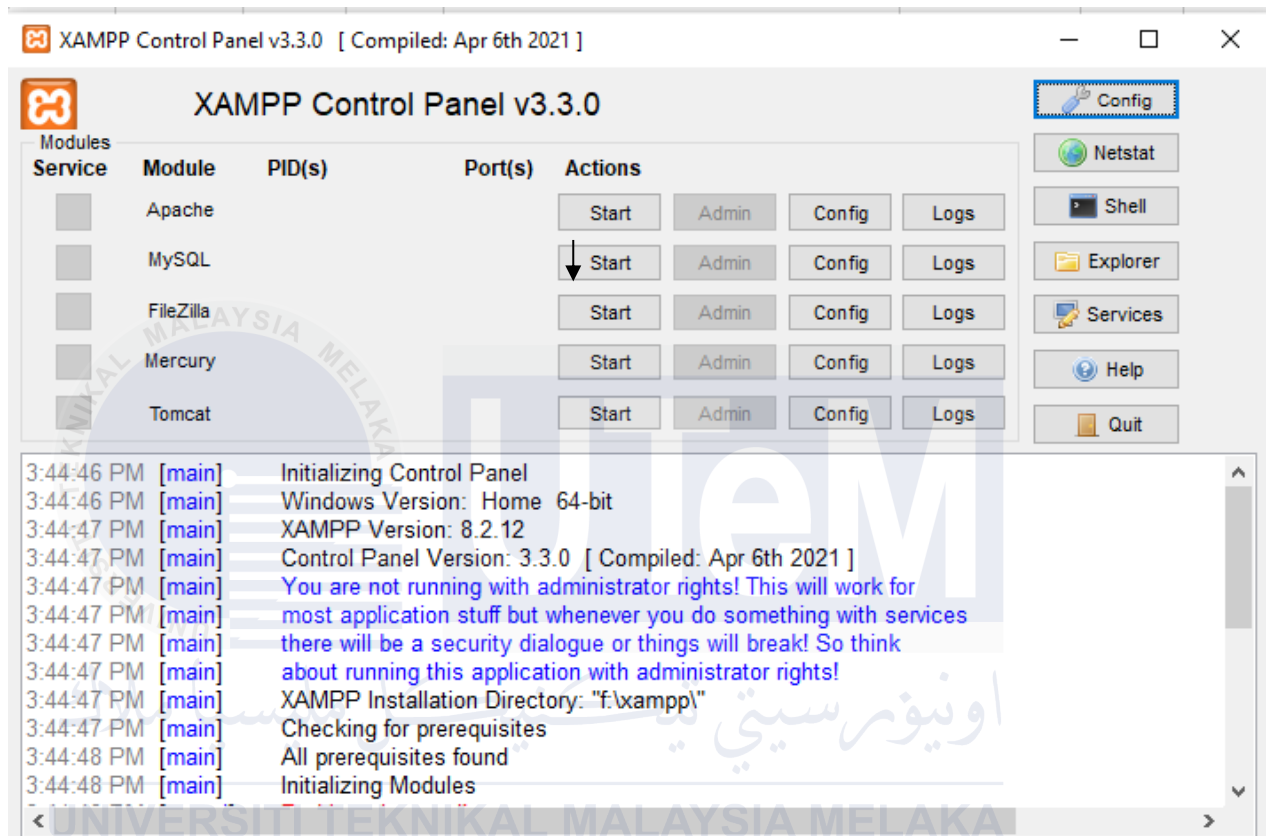 XAMPP Control Panel v3.3.0 [ Compiled: Apr 6th 2021 ]
XAMPP Control Panel v3.3.0
Config
Modules
Service Module PID(s) Port(s) Actions
Netstat
Apache Start Admin Config Logs
Shell
MySQL Start Admin Config Logs
Explorer
FileZilla Start Admin Config Logs
Services
Mercury Start Admin Config Logs
Help
Tomcat Start Admin Config Logs
Quit
3:44:46 PM [main] Initializing Control Panel
3:44:46 PM [main] Windows Version: Home 64-bit
3:44:47 PM [main] XAMPP Version: 8.2.12
3:44:47 PM [main] Control Panel Version: 3.3.0 [ Compiled: Apr 6th 2021 ]
3:44:47 PM [main] You are not running with administrator rights! This will work for
3:44:47 PM [main] most application stuff but whenever you do something with services
3:44:47 PM [main] there will be a security dialogue or things will break! So think
3:44:47 PM [main] about running this application with administrator rights!
3:44:47 PM [main] XAMPP Installation Directory: "f:\xampp\"
3:44:47 PM [main] Checking for prerequisites
3:44:48 PM [main] All prerequisites found
3:44:48 PM [main] Initializing Modules
UTeM
اونيۏرسيتي تيکنيکل مليسيا ملاک
UNIVERSITI TEKNIKAL MALAYSIA MELAKA